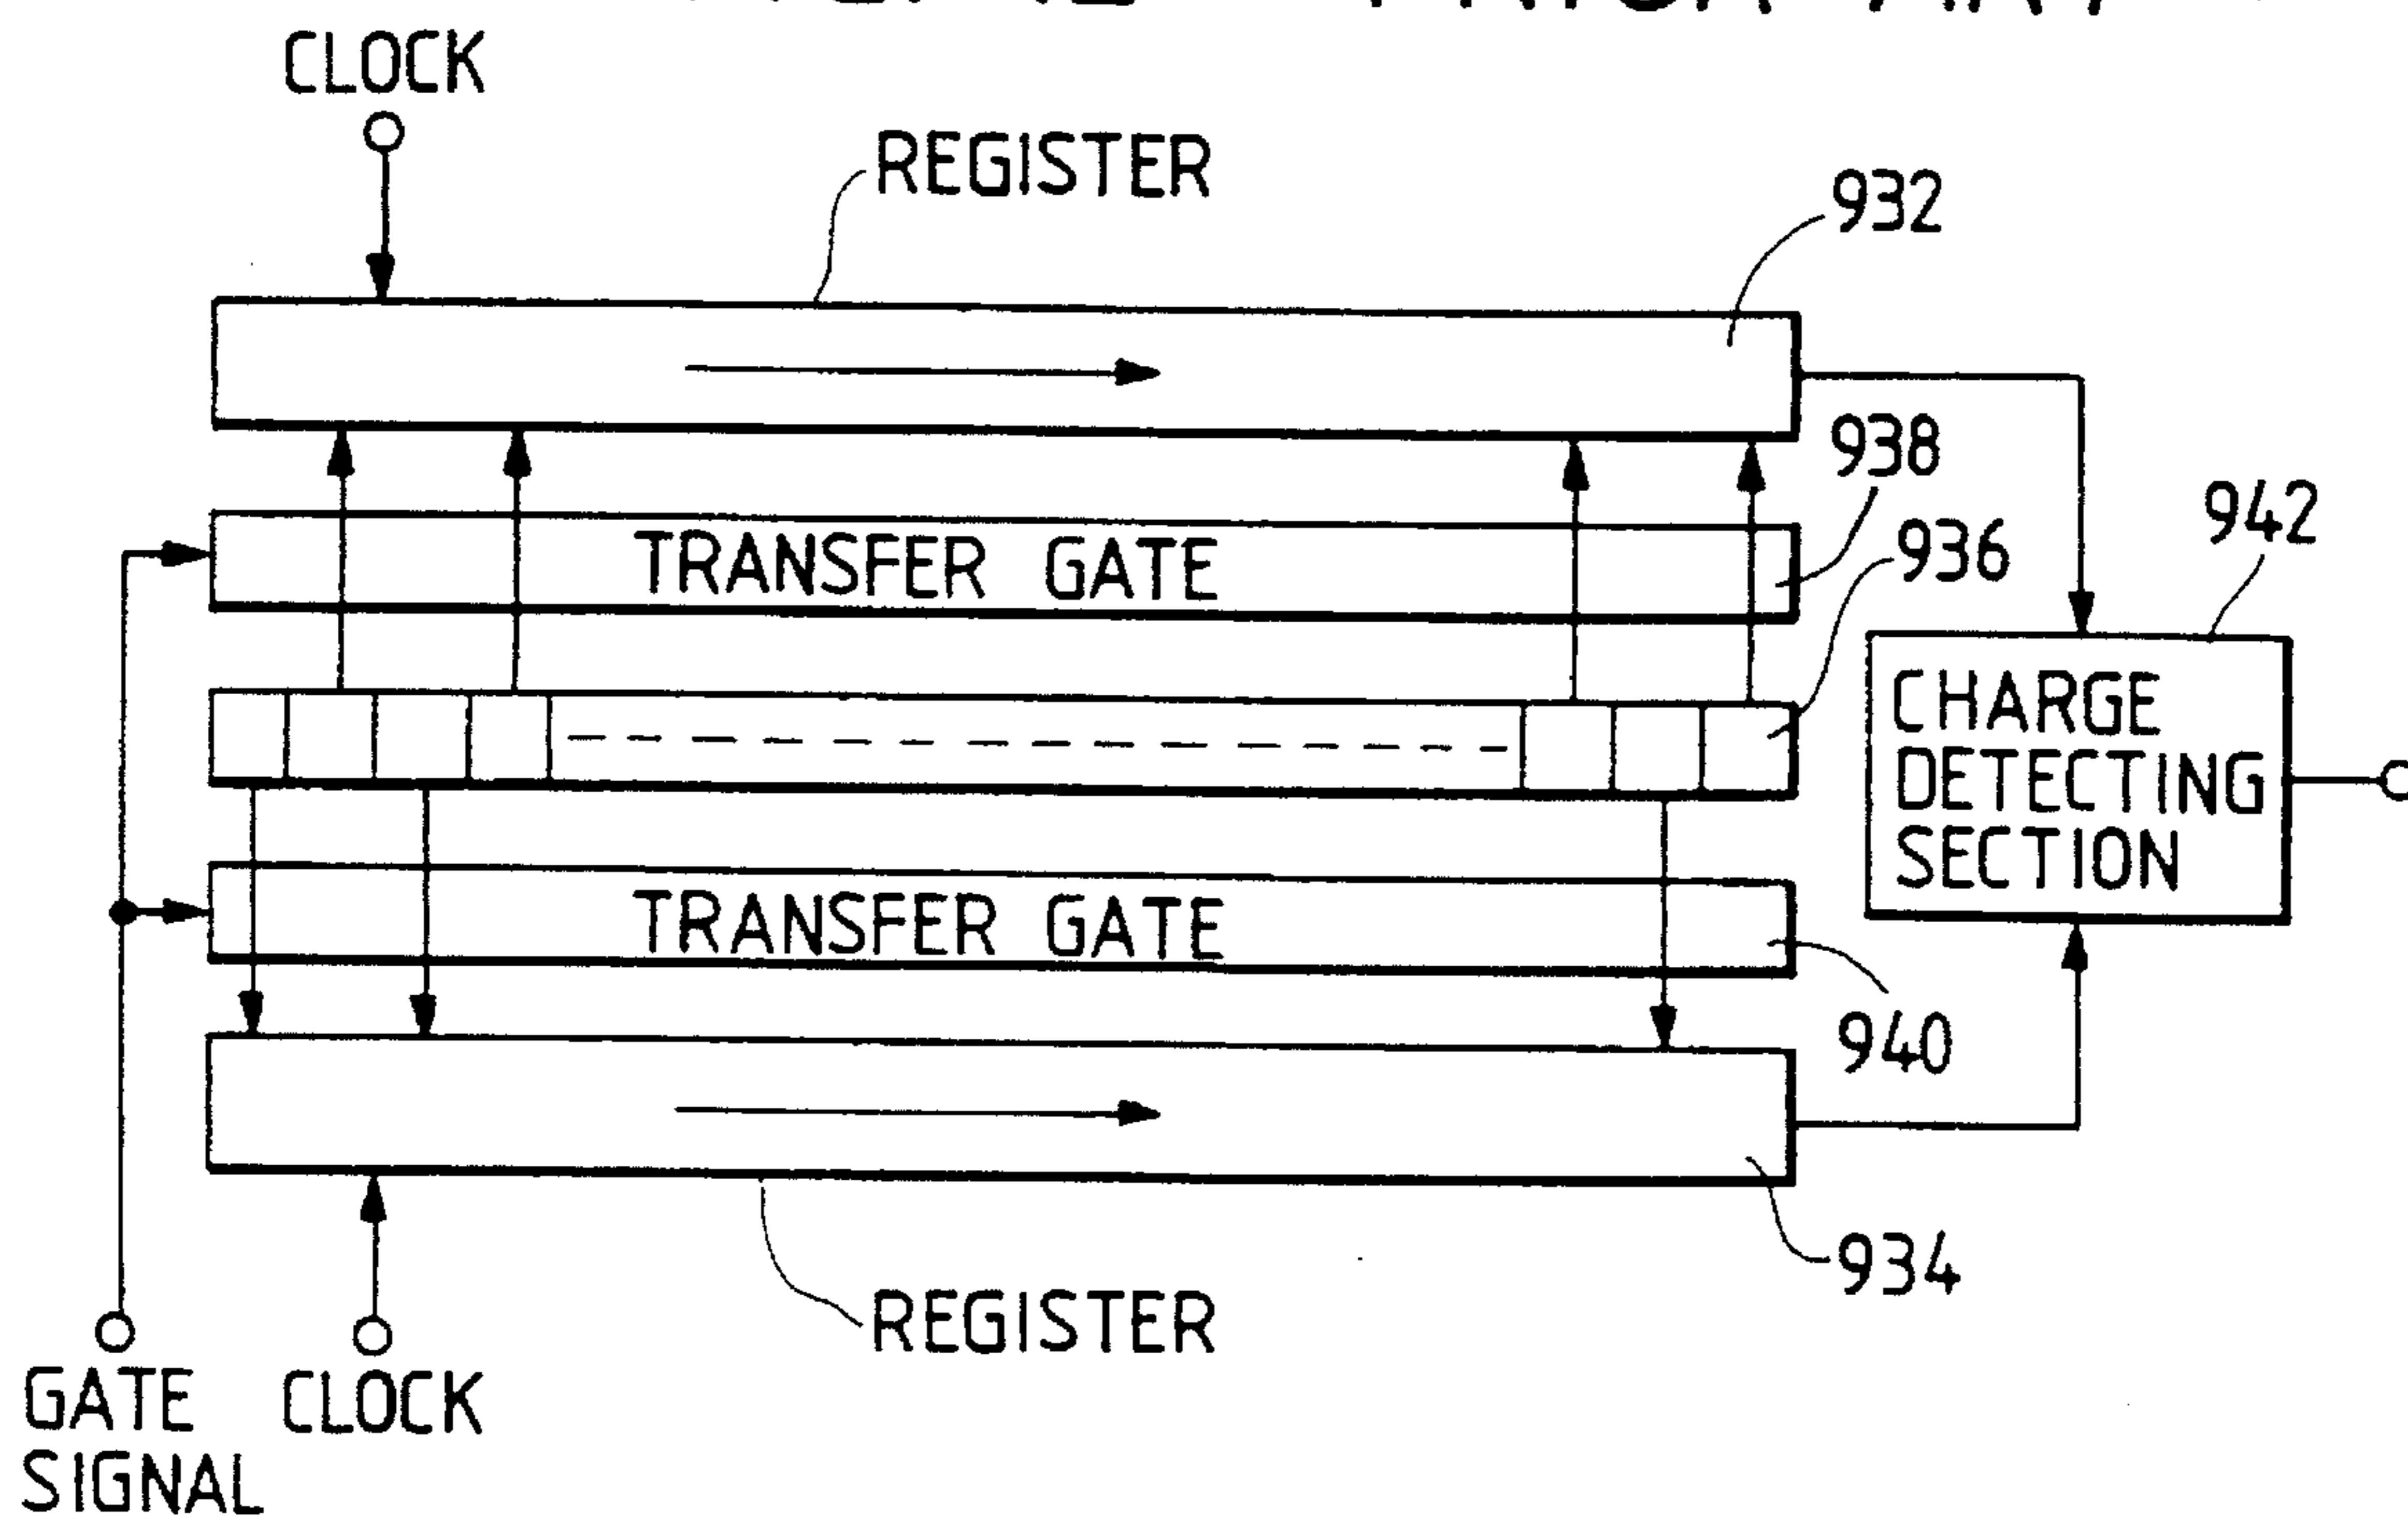 CLOCK
REGISTER
932
938
TRANSFER GATE
936
942
CHARGE
DETECTING
SECTION
TRANSFER GATE
940
934
REGISTER
GATE
SIGNAL
CLOCK